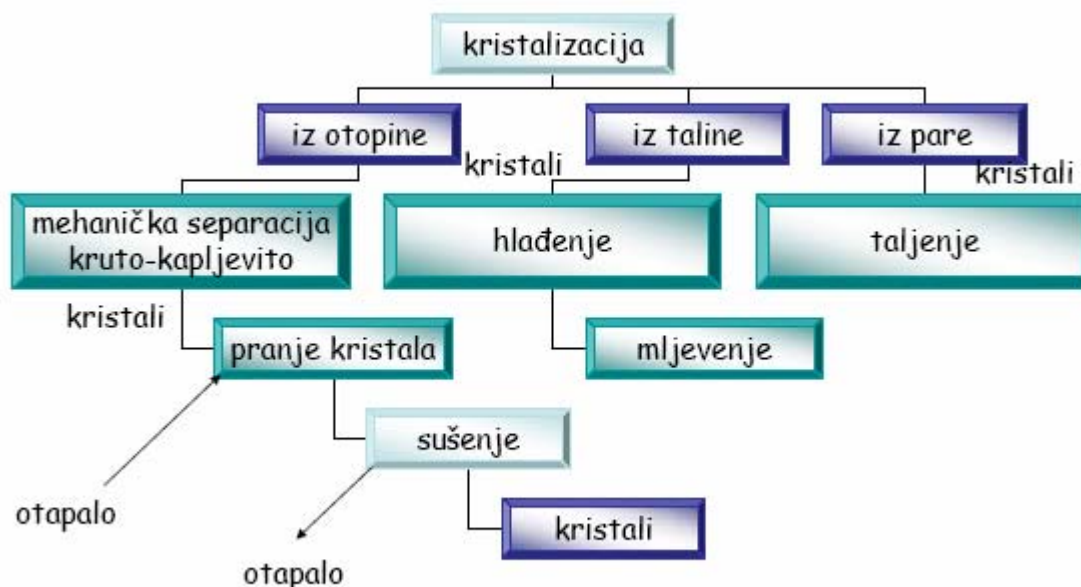 kristalizacija
iz otopine
iz taline
iz pare
kristali
kristali
mehanička separacija
kruto-kapljevito
hlađenje
taljenje
kristali
pranje kristala
mljevenje
sušenje
otapalo
kristali
otapalo